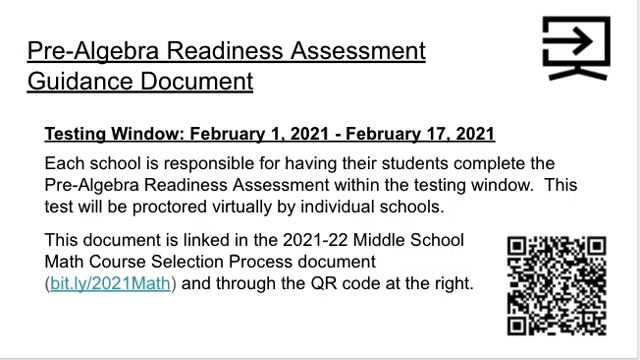 Pre-Algebra Readiness Assessment
Guidance Document
Testing Window: February 1, 2021 - February 17, 2021
Each school is responsible for having their students complete the
Pre-Algebra Readiness Assessment within the testing window.  This
test will be proctored virtually by individual schools.
This document is linked in the 2021-22 Middle School
Math Course Selection Process document
(bit.ly/2021Math) and through the QR code at the right.